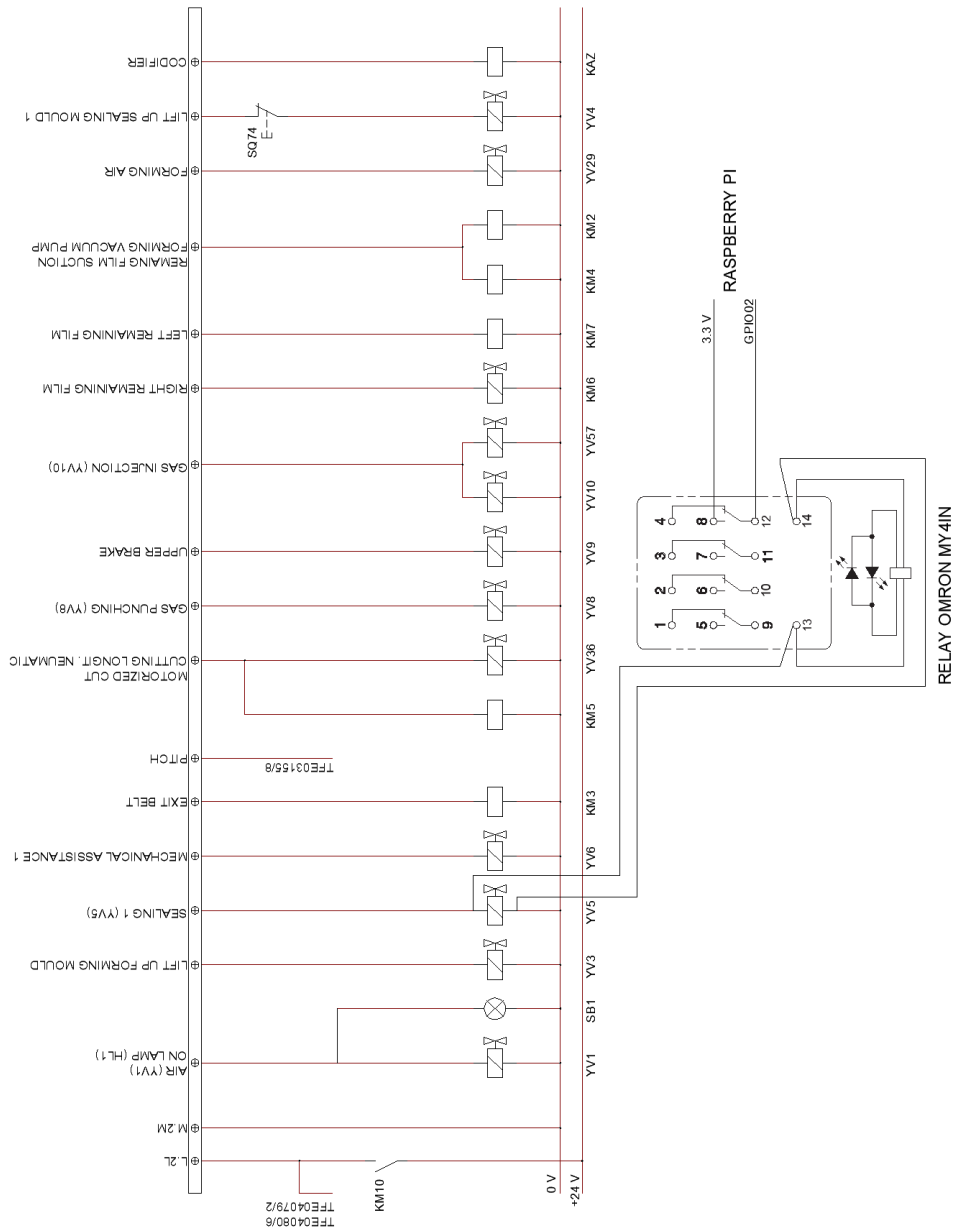 CODIFIER
LIFT UP SEALING MOULD 1
FORMING AIR
REMAING FILM SUCTION
FORMING VACUUM PUMP
LEFT REMAINING FILM
RIGHT REMAINING FILM
GAS INJECTION (YV10)
UPPER BRAKE
GAS PUNCHING (YV8)
MOTORIZED CUT
CUTTING LONGIT. NEUMATIC
PITCH
EXIT BELT
MECHANICAL ASSISTANCE 1
SEALING 1 (YV5)
LIFT UP FORMING MOULD
AIR (YV1)
ON LAMP (HL1)
M.2M
L.2L
SQ74
TFE03155/8
TFE04080/6
TFE04079/2
KM10
0 V
+24 V
KAZ
YV4
YV29
KM2
KM4
KM7
KM6
YV57
YV10
YV9
YV8
YV36
KM5
KM3
YV6
YV5
YV3
SB1
YV1
RASPBERRY PI
3.3 V
GPIO02
1 2 3 4
5 6 7 8
9 10 11 12
13 14
RELAY OMRON MY4IN